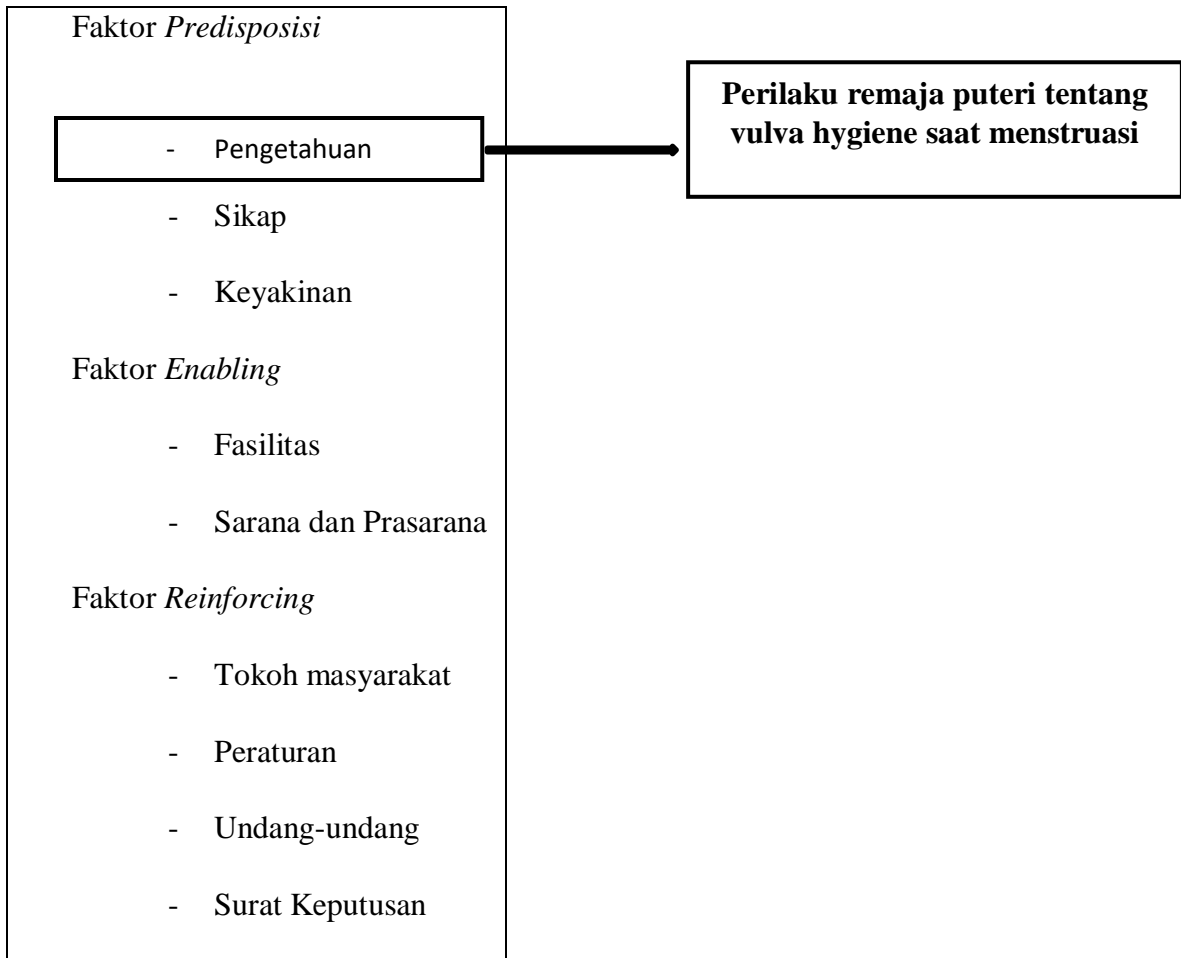 Faktor Predisposisi
- Pengetahuan
- Sikap
- Keyakinan
Faktor Enabling
- Fasilitas
- Sarana dan Prasarana
Faktor Reinforcing
- Tokoh masyarakat
- Peraturan
- Undang-undang
- Surat Keputusan
Perilaku remaja puteri tentang
vulva hygiene saat menstruasi